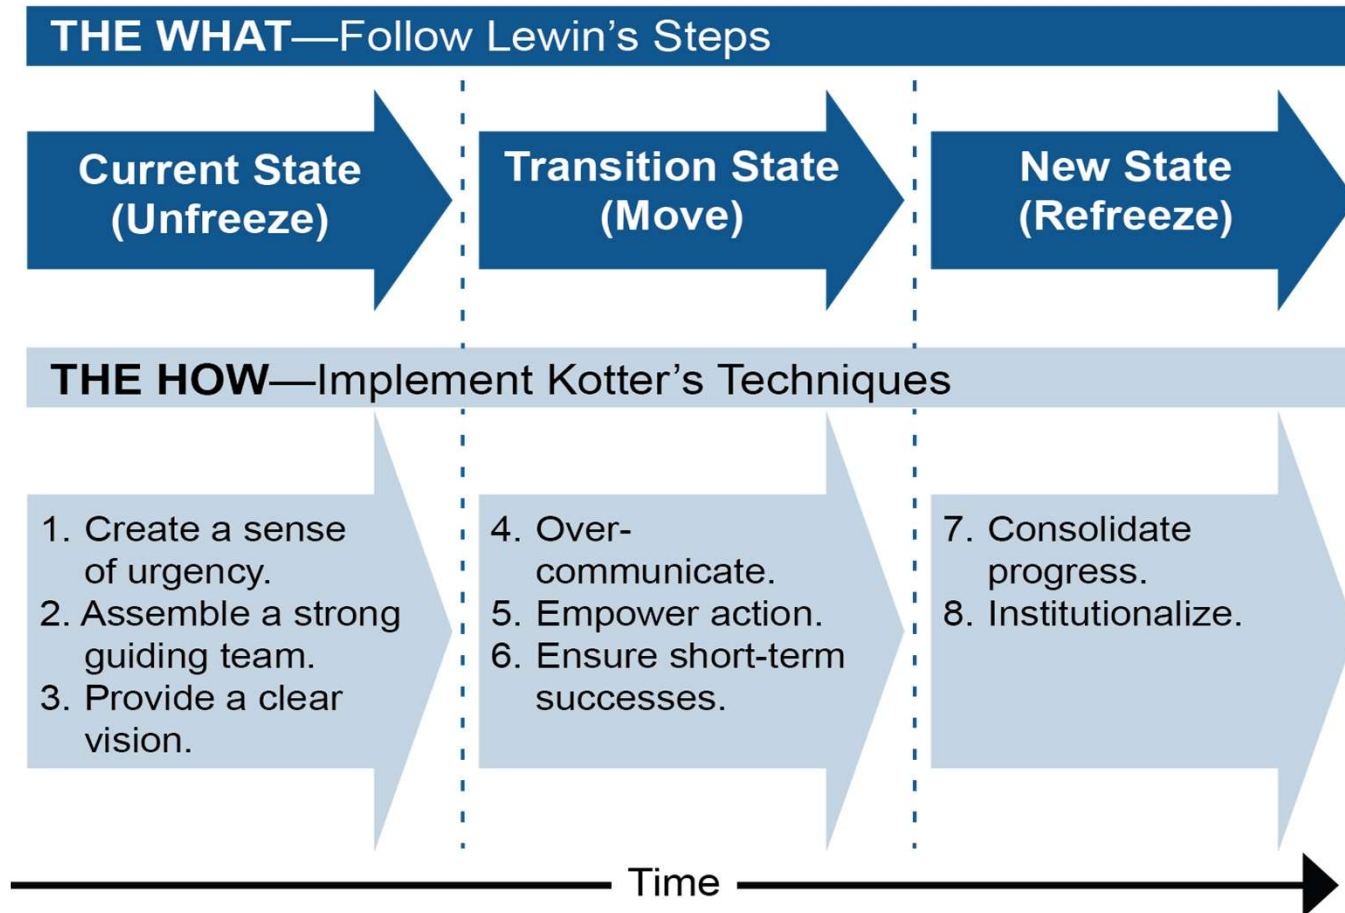 THE WHAT—Follow Lewin's Steps
Current State
(Unfreeze)
Transition State
(Move)
New State
(Refreeze)
THE HOW—Implement Kotter's Techniques
1. Create a sense
of urgency.
2. Assemble a strong
guiding team.
3. Provide a clear
vision.
4. Over-
communicate.
5. Empower action.
6. Ensure short-term
successes.
7. Consolidate
progress.
8. Institutionalize.
Time